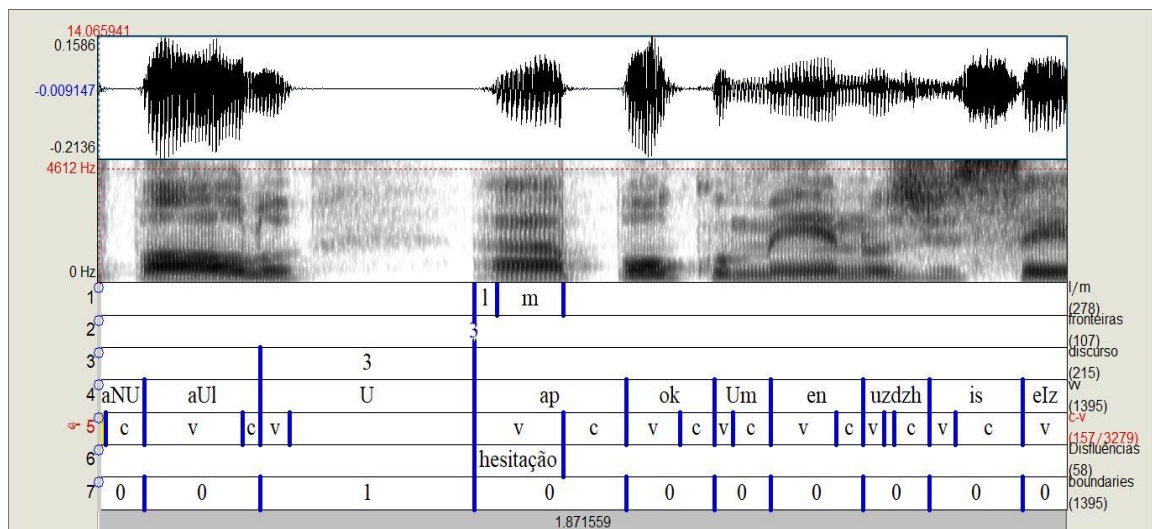 14.065941
0.1586
-0.009147
-0.2136
4612 Hz
0 Hz
1 l m l/m
(278)
2 3 fronteiras
(107)
3 3 discurso
(215)
4 aNU aUl U ap ok Um en uzdzh is eIz vv
(1395)
5 c v c v v c v c v c v c v c v c v c-v
(157/3279)
6 hesitação Disfluências
(58)
7 0 0 1 0 0 0 0 0 0 0 boundaries
(1395)
1.871559